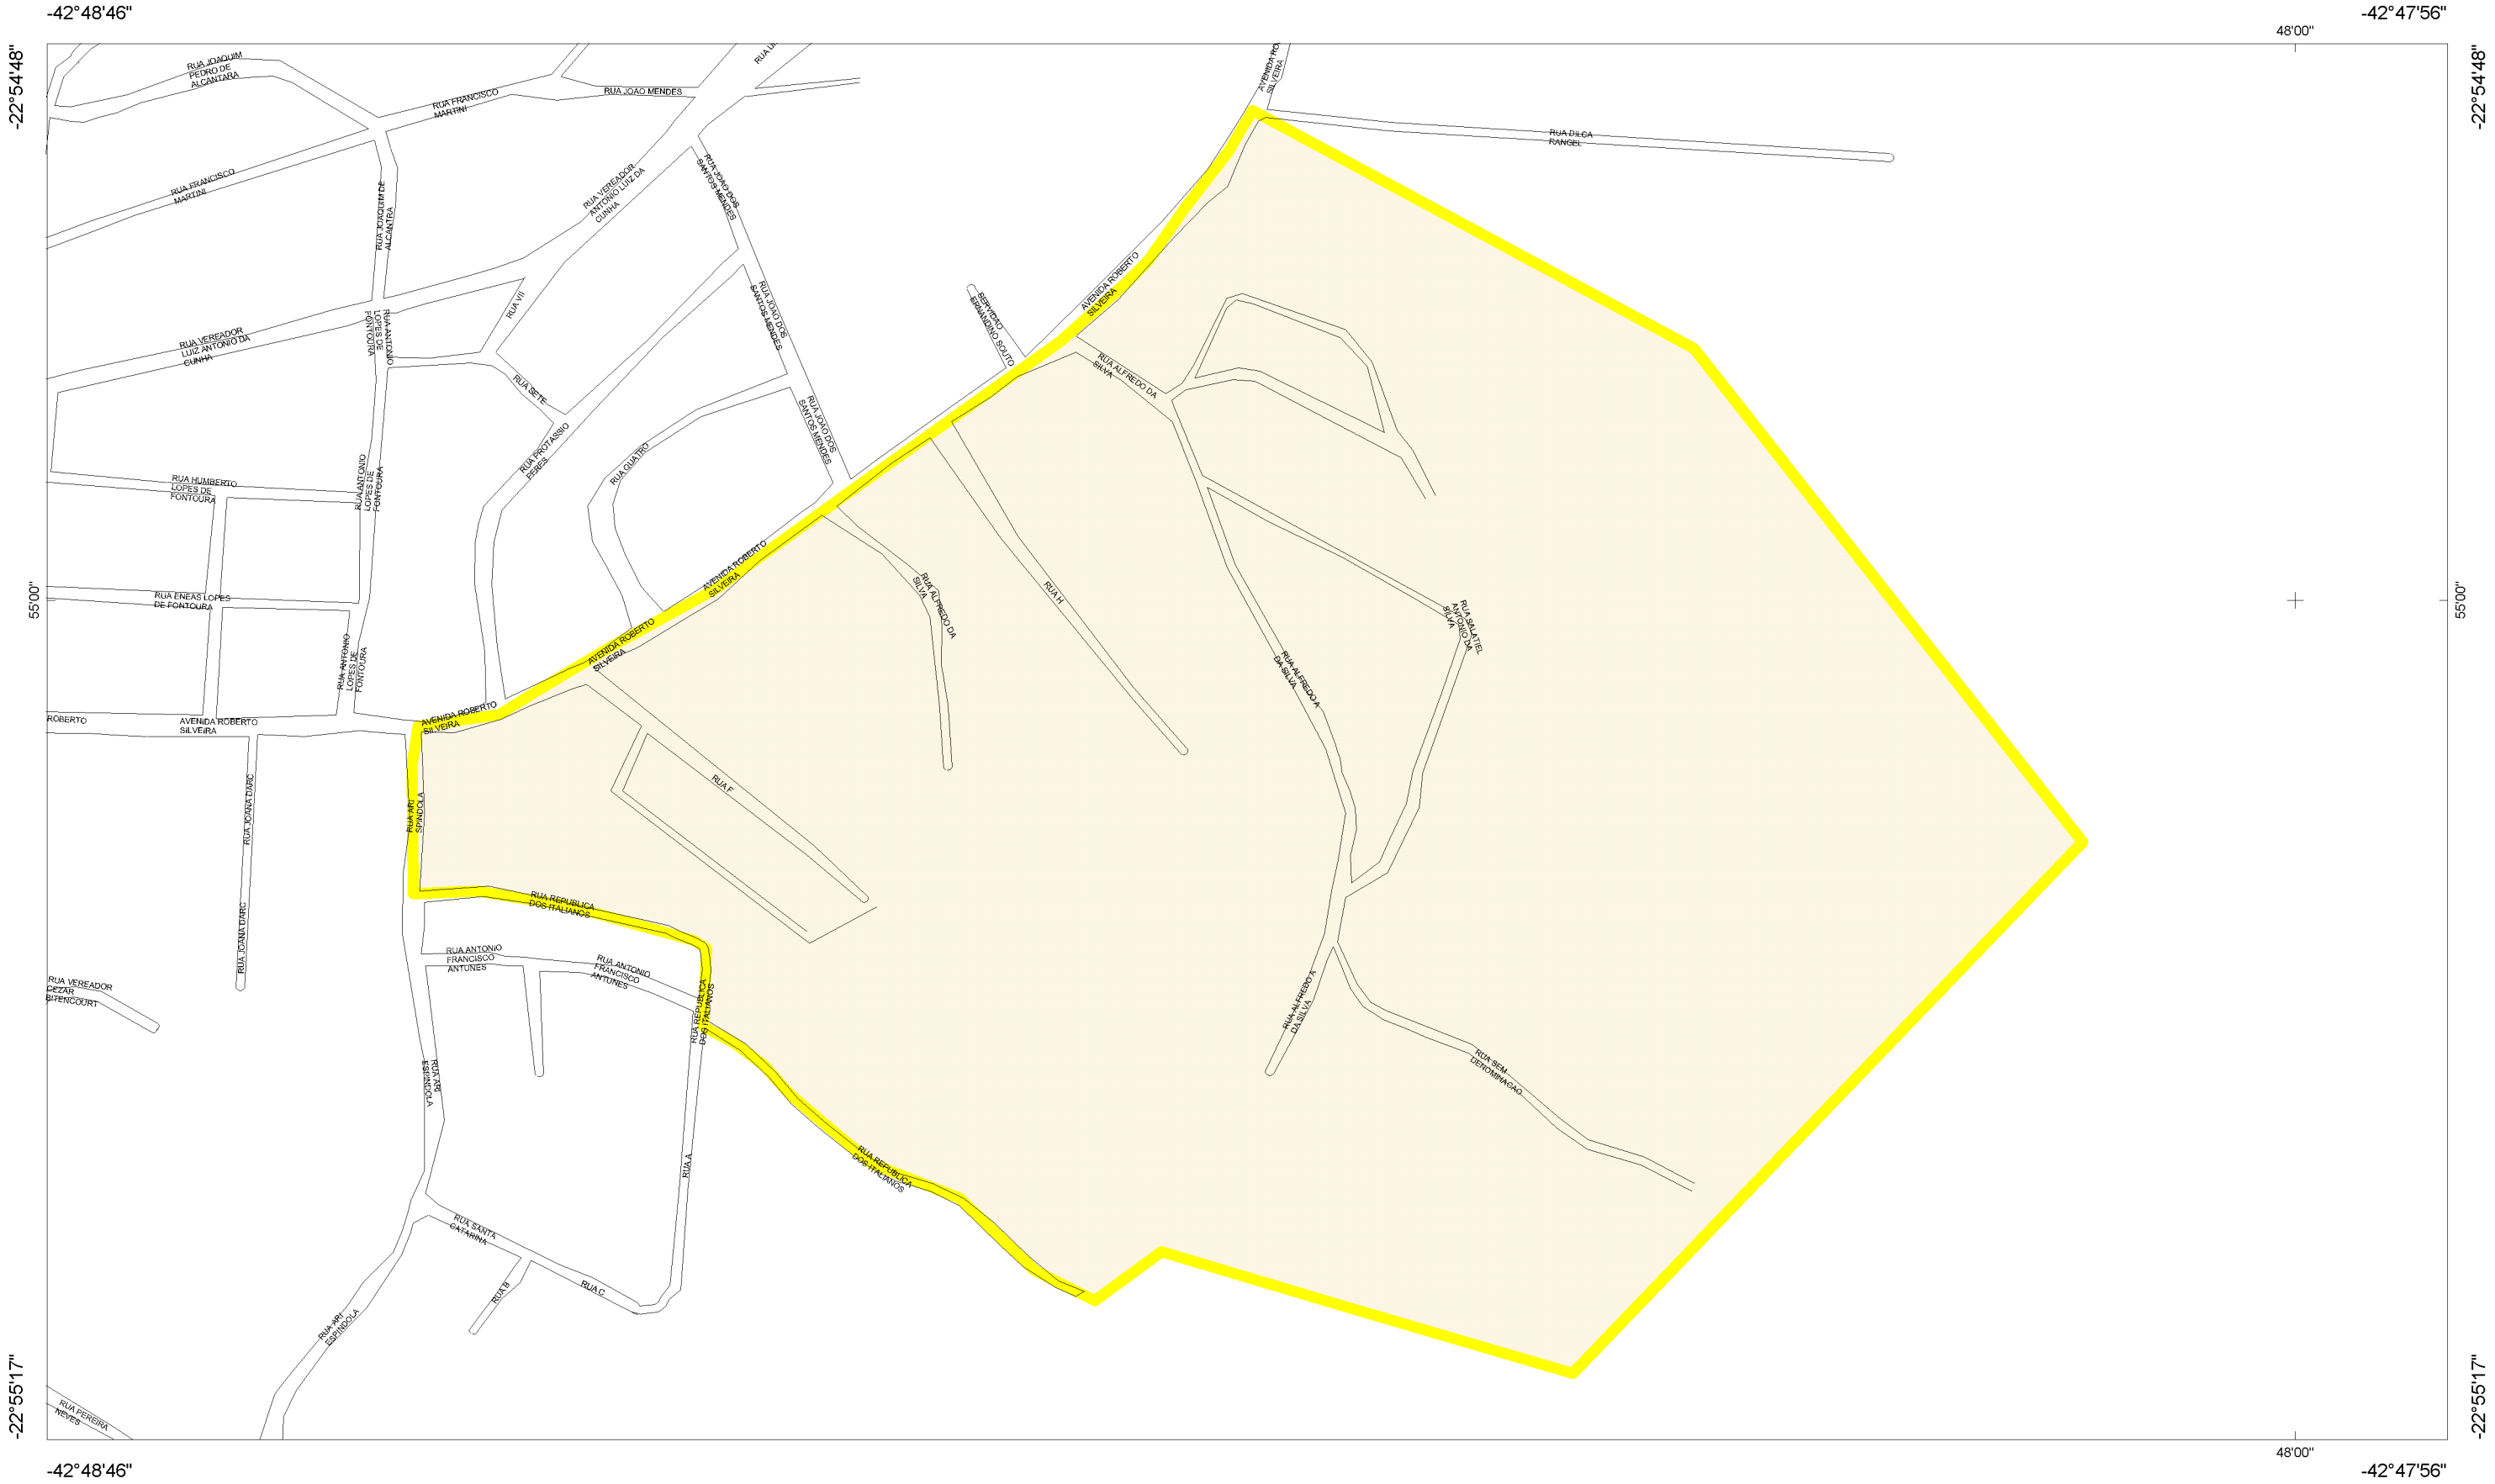 -42°48'46"
-42°47'56"
48'00"
-22°54'48"
-22°54'48"
RUA JOAQUIM
PEDRO DE
ALCANTARA
RUA FRANCISCO
MARTINI
RUA JOAO MENDES
AVENIDA RO
SILVEIRA
RUA DILCA
RANGEL
RUA FRANCISCO
MARTINI
RUA JOAQUIM DE
ALCANTRA
RUA VEREADOR
ANTONIO LUIZ DA
CUNHA
RUA JOAO DOS
SANTOS MENDES
RUA VII
RUA JOAO DOS
SANTOS MENDES
SERVIDAO
ERNANDINO SOUTO
AVENIDA ROBERTO
SILVEIRA
RUA VEREADOR
LUIZ ANTONIO DA
CUNHA
RUA ANTONIO
LOPES DE
FONTOURA
RUA SETE
RUA ALFREDO DA
SILVA
RUA PROTASSIO
PERES
RUA QUATRO
RUA JOAO DOS
SANTOS MENDES
RUA HUMBERTO
LOPES DE
FONTOURA
RUA ANTONIO
LOPES DE
FONTOURA
AVENIDA ROBERTO
SILVEIRA
RUA ALFREDO DA
SILVA
RUA H
55'00"
55'00"
RUA ENEAS LOPES
DE FONTOURA
RUA SALATIEL
ANTONIO DA
SILVA
RUA ANTONIO
LOPES DE
FONTOURA
AVENIDA ROBERTO
SILVEIRA
RUA ALFREDO A
DA SILVA
ROBERTO
AVENIDA ROBERTO
SILVEIRA
AVENIDA ROBERTO
SILVEIRA
RUA JOANA DARC
RUA ARI
SPINDOLA
RUA F
RUA JOANA DARC
RUA REPUBLICA
DOS ITALIANOS
RUA ANTONIO
FRANCISCO
ANTUNES
RUA ANTONIO
FRANCISCO
ANTUNES
RUA VEREADOR
CEZAR
BITENCOURT
RUA REPUBLICA
DOS ITALIANOS
RUA ALFREDO A
DA SILVA
RUA ARI
ESPINDOLA
RUA SEM
DENOMINACAO
RUA A
RUA REPUBLICA
DOS ITALIANOS
RUA SANTA
CATARINA
RUA B
RUA C
RUA ARI
ESPINDOLA
RUA PEREIRA
NEVES
-22°55'17"
-22°55'17"
48'00"
-42°48'46"
-42°47'56"